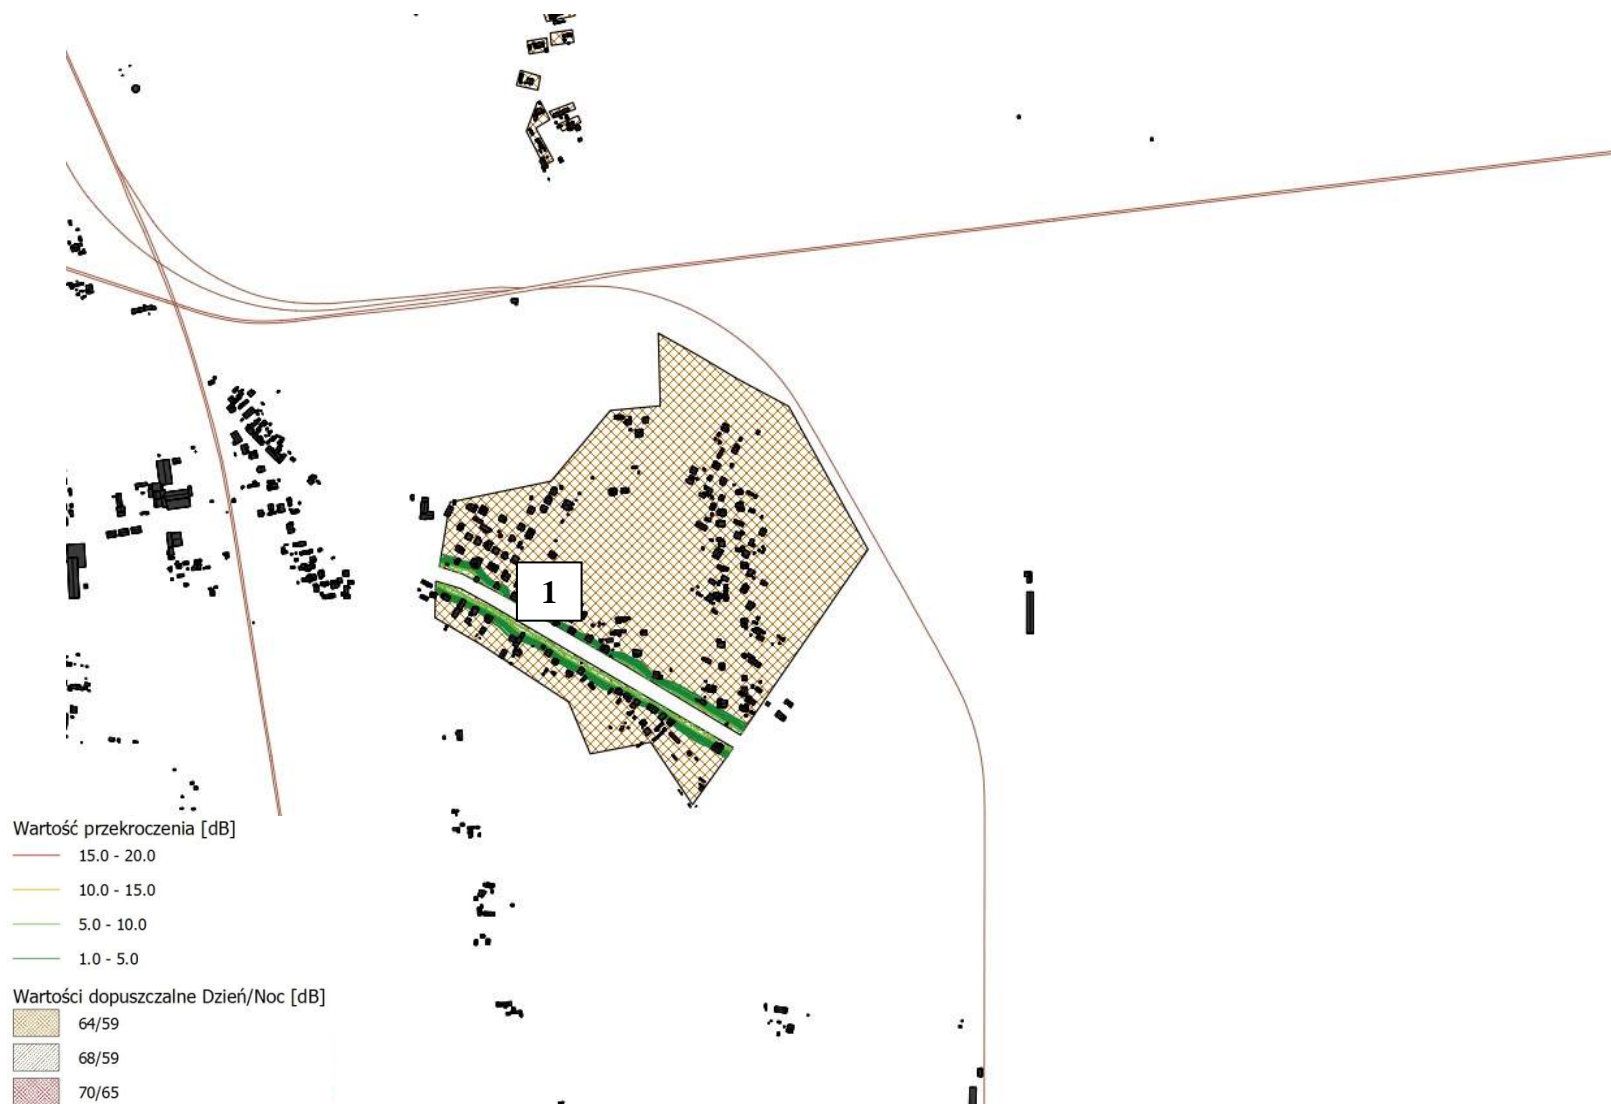 1
Wartość przekroczenia [dB]
15.0 - 20.0
10.0 - 15.0
5.0 - 10.0
1.0 - 5.0
Wartości dopuszczalne Dzień/Noc [dB]
64/59
68/59
70/65